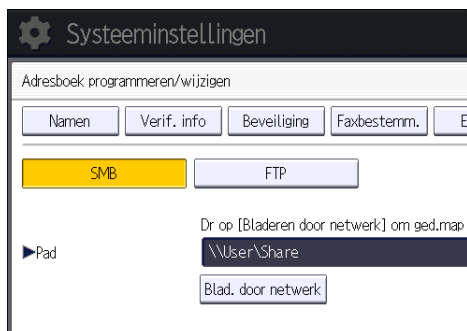 Systeeminstellingen
Adresboek programmeren/wijzigen
Namen Verif. info Beveiliging Faxbestemm. E
SMB FTP
Dr op [Bladeren door netwerk] om ged.map
▶Pad \\User\Share
Blad. door netwerk